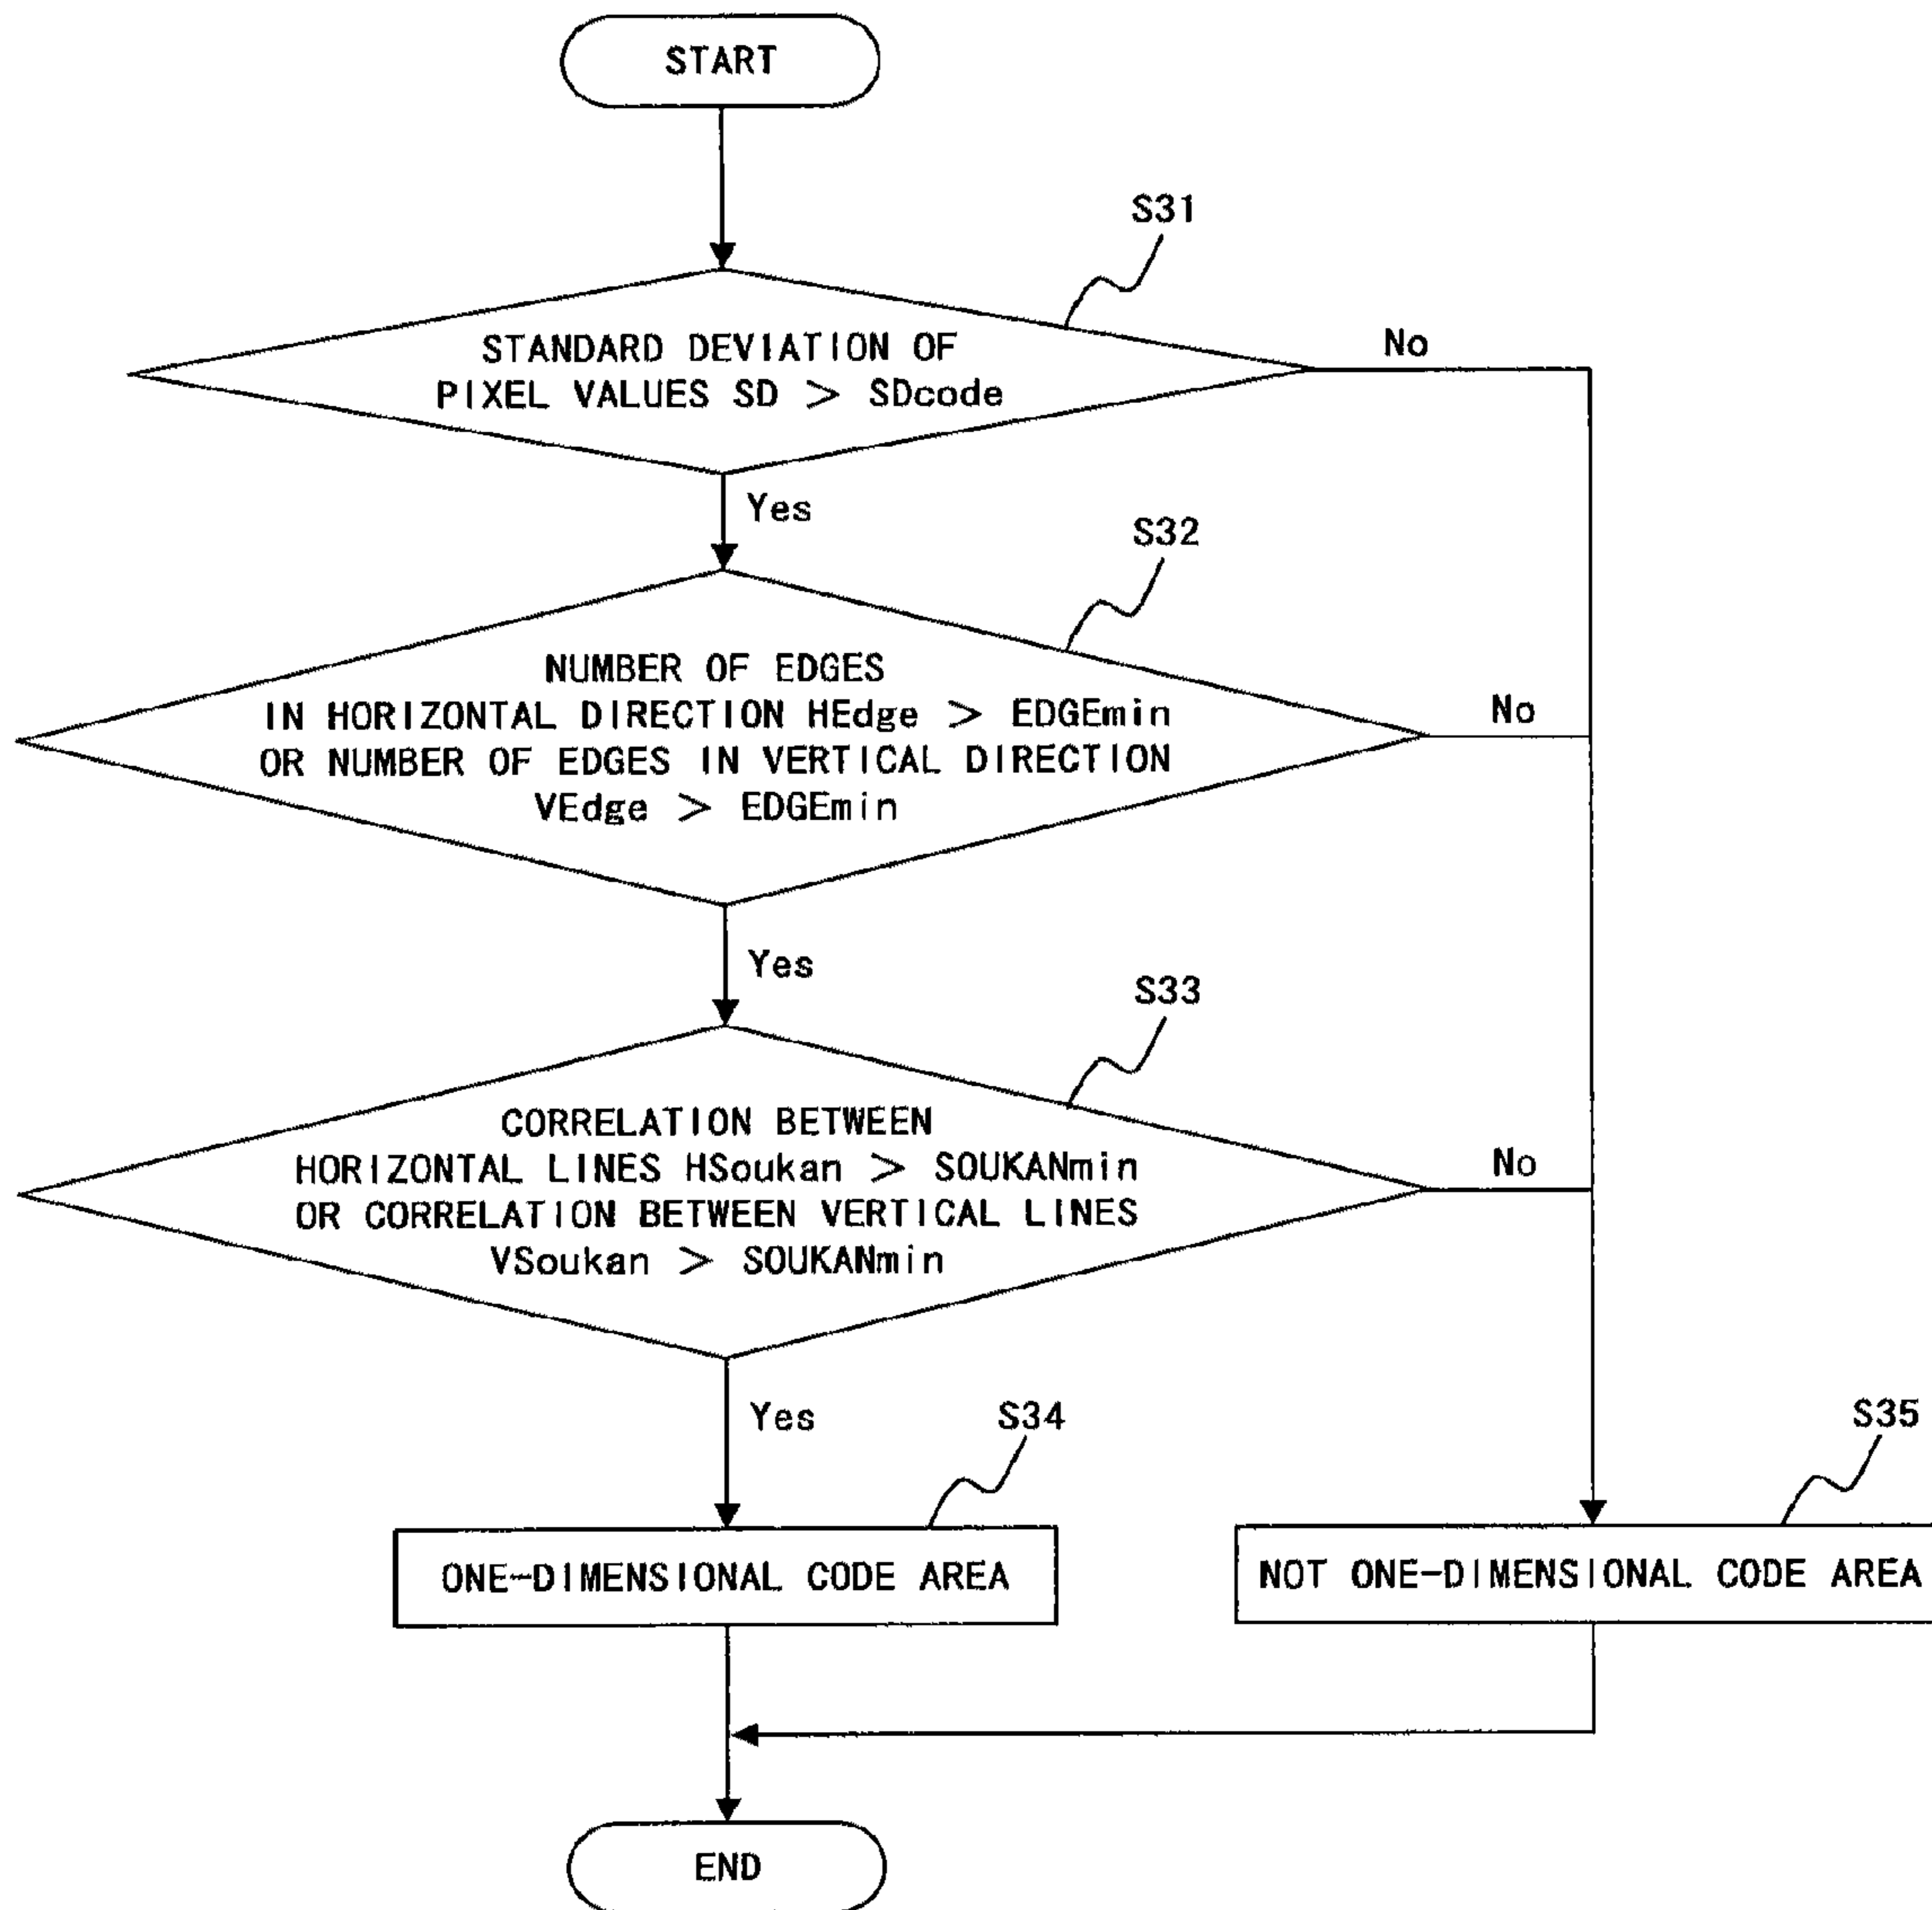 START
S31
STANDARD DEVIATION OF
PIXEL VALUES SD > SDcode
No
Yes
S32
NUMBER OF EDGES
IN HORIZONTAL DIRECTION HEdge > EDGEmin
OR NUMBER OF EDGES IN VERTICAL DIRECTION
VEdge > EDGEmin
No
Yes
S33
CORRELATION BETWEEN
HORIZONTAL LINES HSoukan > SOUKANmin
OR CORRELATION BETWEEN VERTICAL LINES
VSoukan > SOUKANmin
No
Yes
S34
S35
ONE-DIMENSIONAL CODE AREA
NOT ONE-DIMENSIONAL CODE AREA
END